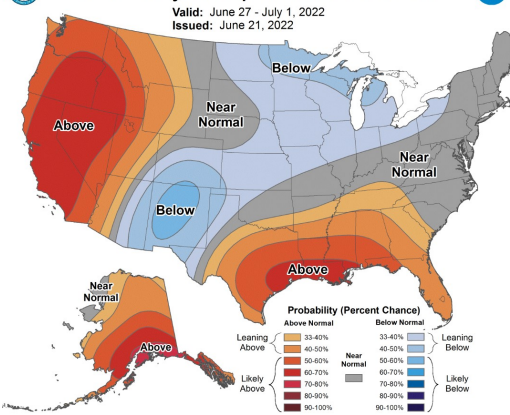 Valid: June 27 - July 1, 2022
Issued: June 21, 2022
Below
Near
Normal
Above
Near
Normal
Below
Above
Near
Normal
Above
Probability (Percent Chance)
Above Normal
Below Normal
Leaning
Above
33-40%
40-50%
33-40%
40-50%
Leaning
Below
Near
Normal
Likely
Above
50-60%
60-70%
70-80%
80-90%
90-100%
50-60%
60-70%
70-80%
80-90%
90-100%
Likely
Below